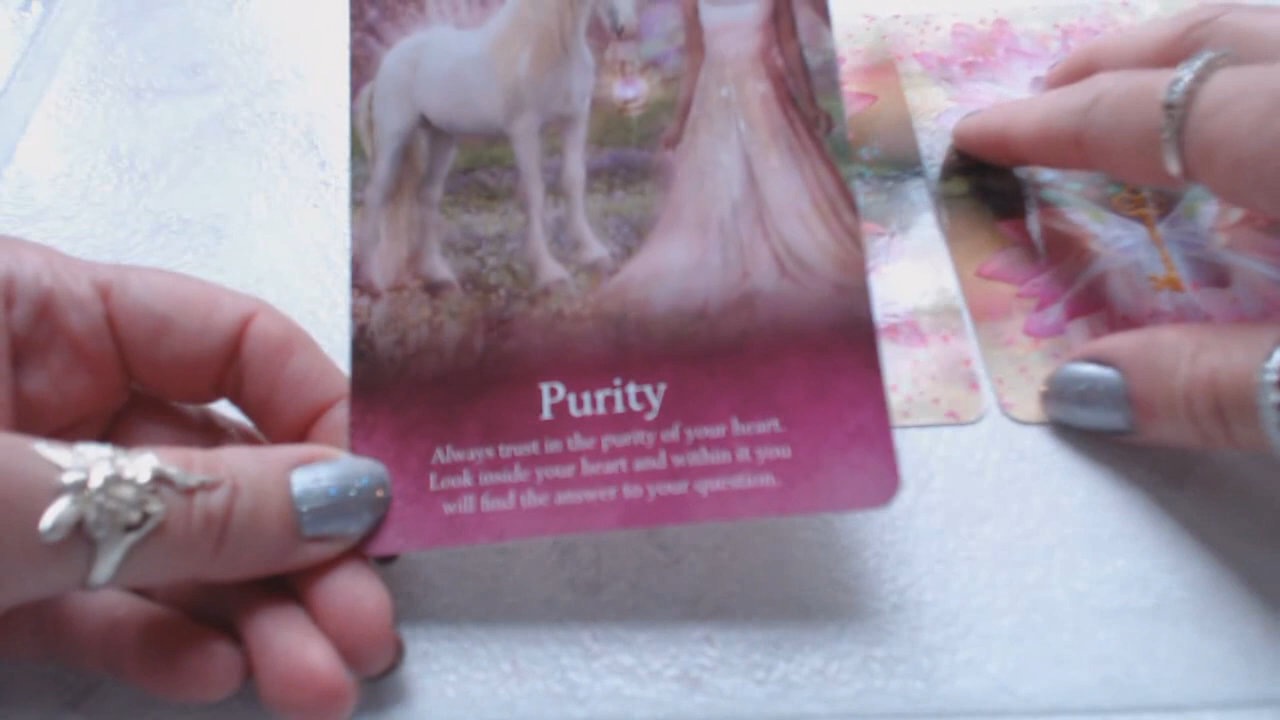 Purity
Always trust in the purity of your heart.
Look inside your heart and within it you
will find the answer to your question.